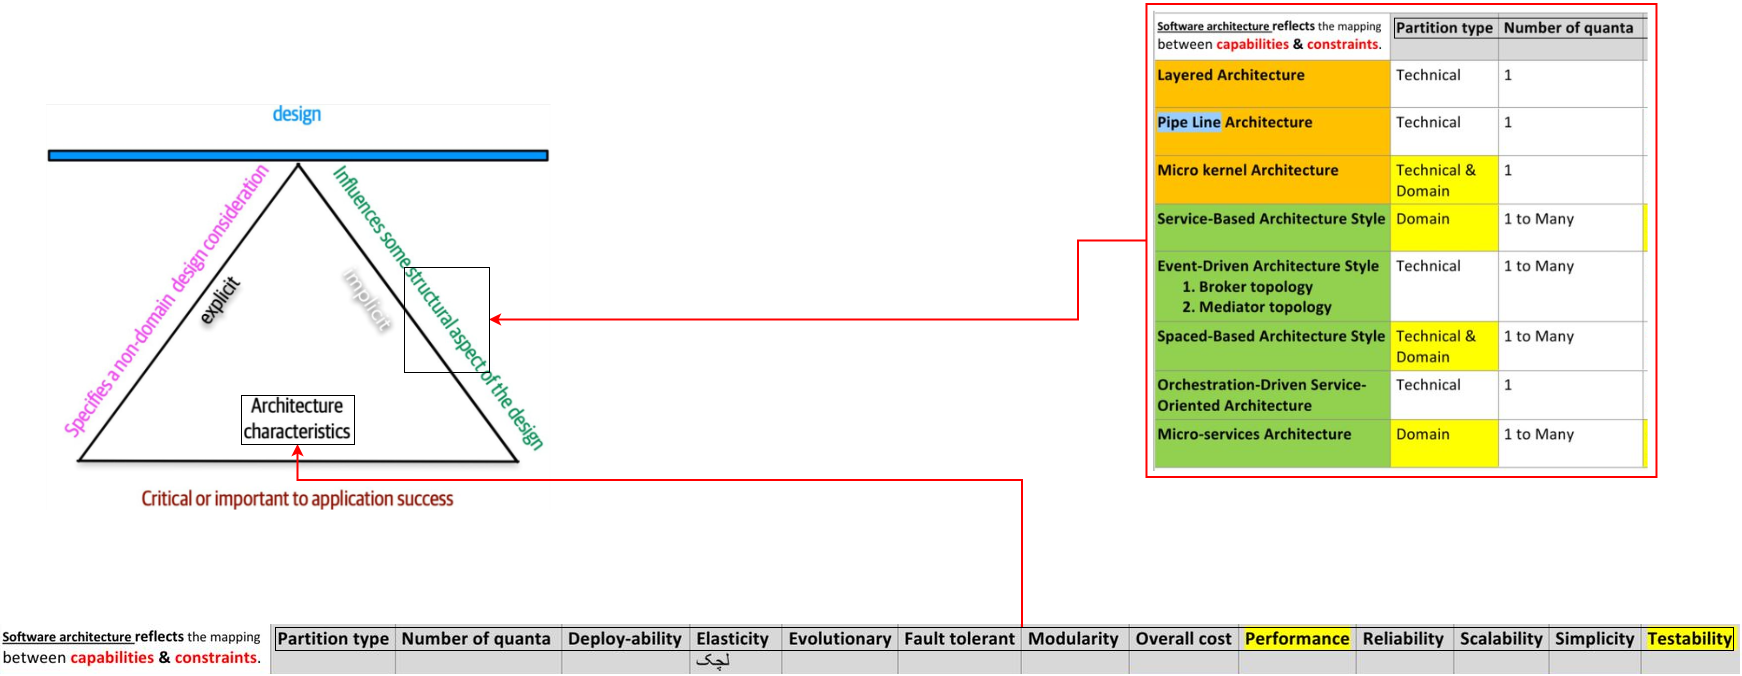 design
Specifies a non-domain design consideration
explicit
implicit
Influences some structural aspect of the design
Architecture
characteristics
Critical or important to application success
Software architecture reflects the mapping
between capabilities & constraints.
Partition type
Number of quanta
Layered Architecture
Technical
1
Pipe Line Architecture
Technical
1
Micro kernel Architecture
Technical &
Domain
1
Service-Based Architecture Style
Domain
1 to Many
Event-Driven Architecture Style
1. Broker topology
2. Mediator topology
Technical
1 to Many
Spaced-Based Architecture Style
Technical &
Domain
1 to Many
Orchestration-Driven Service-
Oriented Architecture
Technical
1
Micro-services Architecture
Domain
1 to Many
Software architecture reflects the mapping
between capabilities & constraints.
Partition type
Number of quanta
Deploy-ability
Elasticity
لچک
Evolutionary
Fault tolerant
Modularity
Overall cost
Performance
Reliability
Scalability
Simplicity
Testability